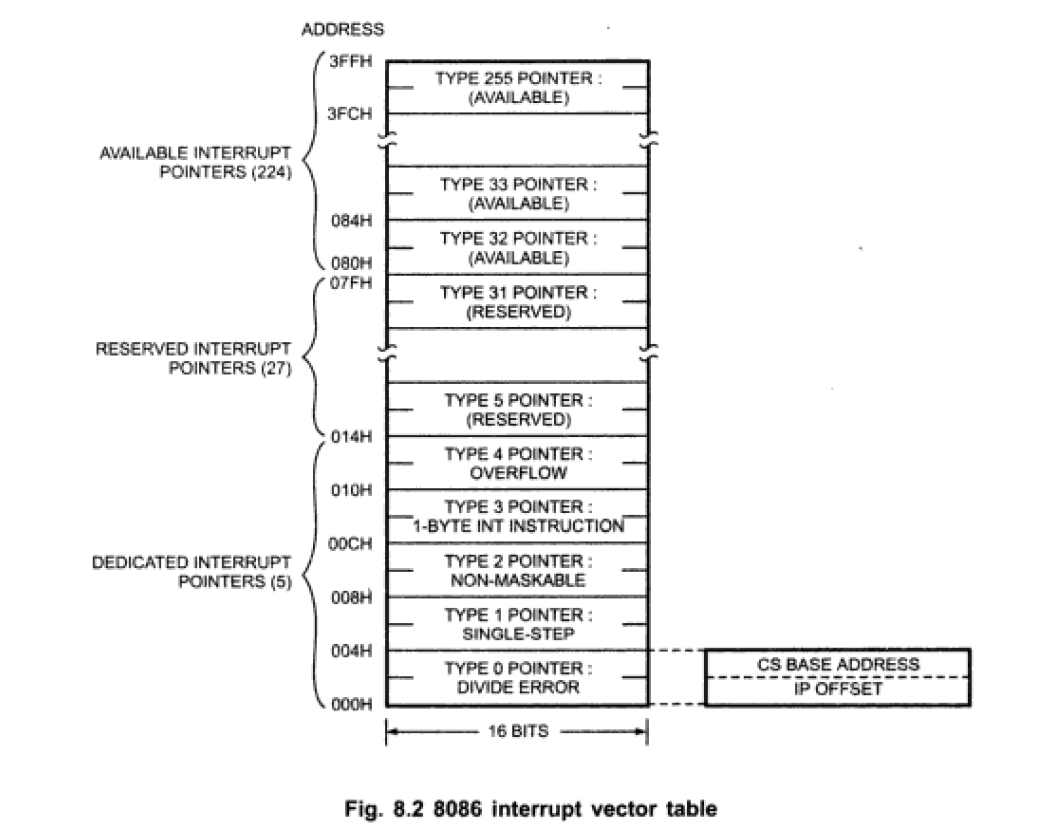 ADDRESS
3FFH
TYPE 255 POINTER :
(AVAILABLE)
3FCH
AVAILABLE INTERRUPT
POINTERS (224)
TYPE 33 POINTER :
(AVAILABLE)
084H
TYPE 32 POINTER :
(AVAILABLE)
080H
07FH
TYPE 31 POINTER :
(RESERVED)
RESERVED INTERRUPT
POINTERS (27)
TYPE 5 POINTER :
(RESERVED)
014H
TYPE 4 POINTER :
OVERFLOW
010H
TYPE 3 POINTER :
1-BYTE INT INSTRUCTION
00CH
DEDICATED INTERRUPT
POINTERS (5)
TYPE 2 POINTER :
NON-MASKABLE
008H
TYPE 1 POINTER :
SINGLE-STEP
004H
TYPE 0 POINTER :
DIVIDE ERROR
000H
CS BASE ADDRESS
IP OFFSET
16 BITS
Fig. 8.2 8086 interrupt vector table